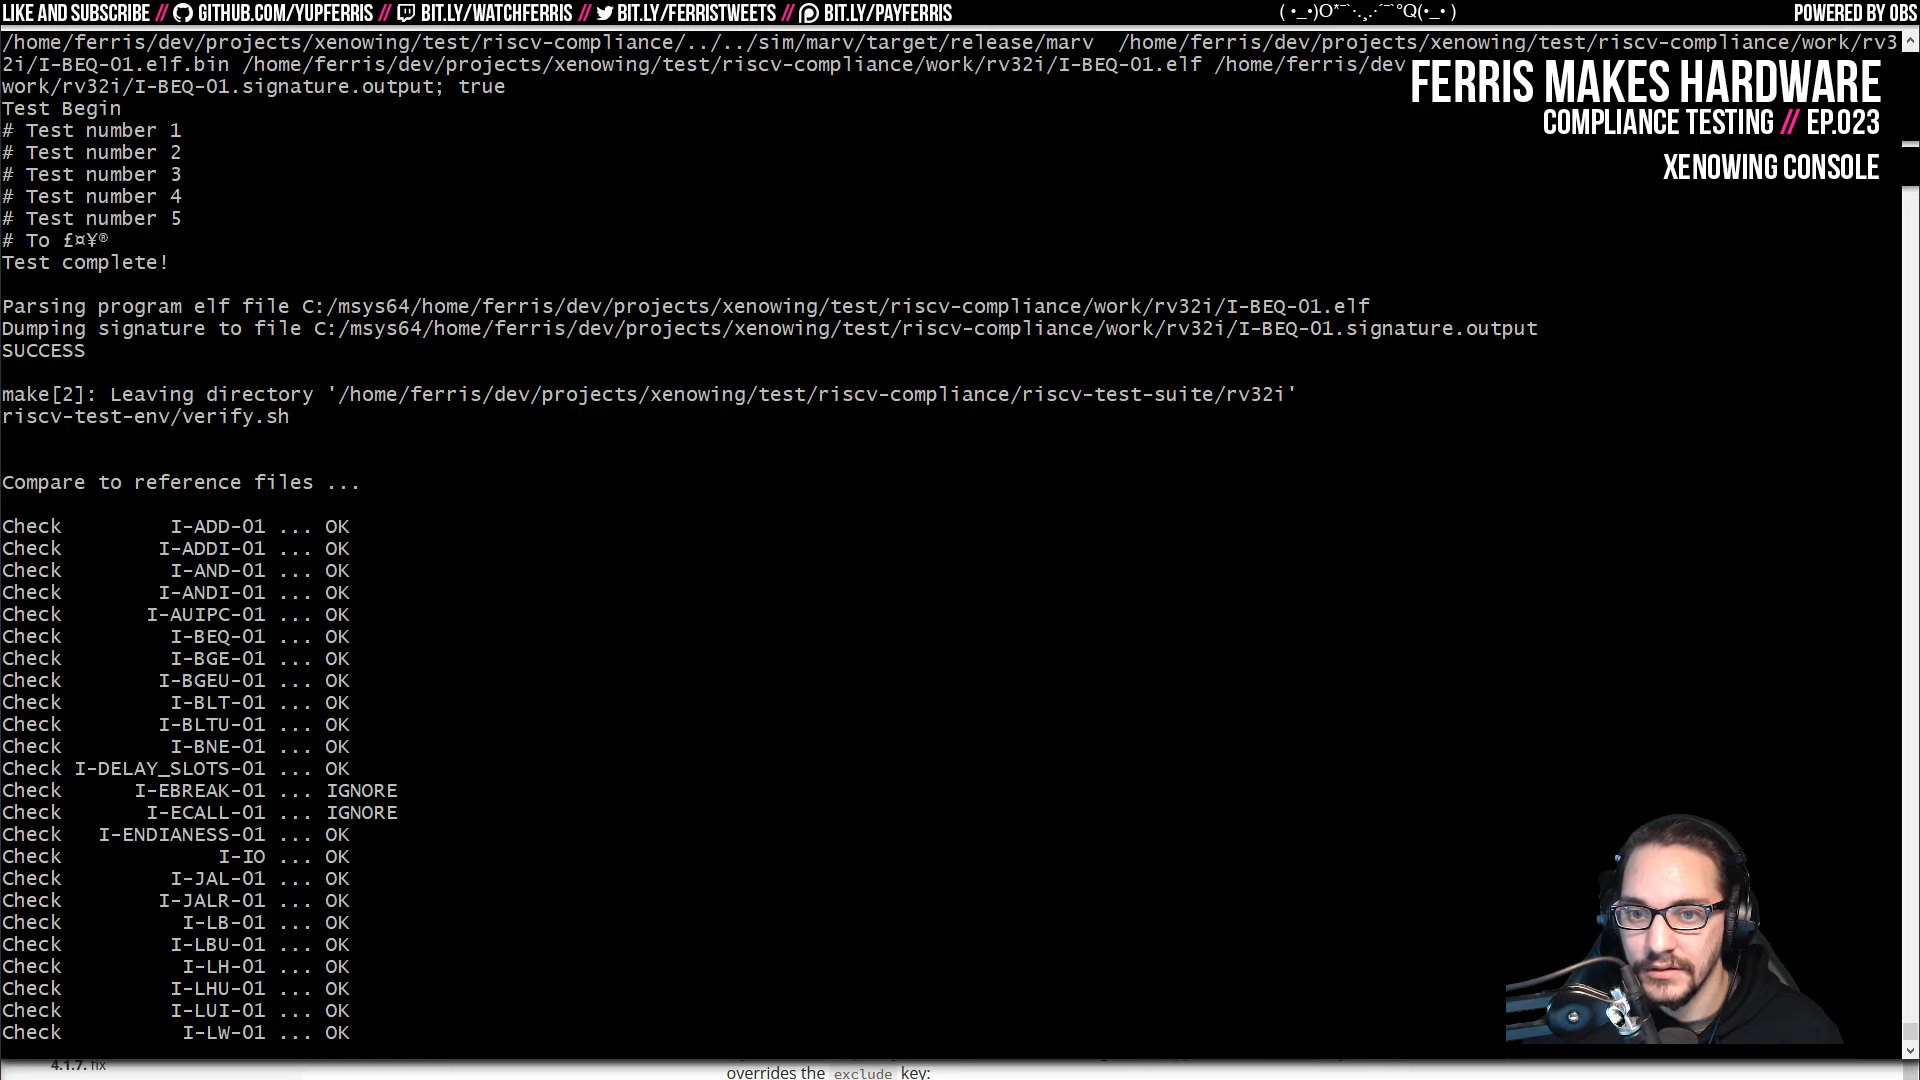 LIKE AND SUBSCRIBE // GITHUB.COM/YUPFERRIS // BIT.LY/WATCHFERRIS // BIT.LY/FERRISTWEETS // BIT.LY/PAYFERRIS
POWERED BY OBS
/home/ferris/dev/projects/xenowing/test/riscv-compliance/../../sim/marv/target/release/marv  /home/ferris/dev/projects/xenowing/test/riscv-compliance/work/rv3
2i/I-BEQ-01.elf.bin /home/ferris/dev/projects/xenowing/test/riscv-compliance/work/rv32i/I-BEQ-01.elf /home/ferris/dev
work/rv32i/I-BEQ-01.signature.output; true
FERRIS MAKES HARDWARE
COMPLIANCE TESTING // EP.023
XENOWING CONSOLE
Test Begin
# Test number 1
# Test number 2
# Test number 3
# Test number 4
# Test number 5
# To £¤¥®
Test complete!
Parsing program elf file C:/msys64/home/ferris/dev/projects/xenowing/test/riscv-compliance/work/rv32i/I-BEQ-01.elf
Dumping signature to file C:/msys64/home/ferris/dev/projects/xenowing/test/riscv-compliance/work/rv32i/I-BEQ-01.signature.output
SUCCESS
make[2]: Leaving directory '/home/ferris/dev/projects/xenowing/test/riscv-compliance/riscv-test-suite/rv32i'
riscv-test-env/verify.sh
Compare to reference files ...
Check I-ADD-01 ... OK
Check I-ADDI-01 ... OK
Check I-AND-01 ... OK
Check I-ANDI-01 ... OK
Check I-AUIPC-01 ... OK
Check I-BEQ-01 ... OK
Check I-BGE-01 ... OK
Check I-BGEU-01 ... OK
Check I-BLT-01 ... OK
Check I-BLTU-01 ... OK
Check I-BNE-01 ... OK
Check I-DELAY_SLOTS-01 ... OK
Check I-EBREAK-01 ... IGNORE
Check I-ECALL-01 ... IGNORE
Check I-ENDIANESS-01 ... OK
Check I-IO ... OK
Check I-JAL-01 ... OK
Check I-JALR-01 ... OK
Check I-LB-01 ... OK
Check I-LBU-01 ... OK
Check I-LH-01 ... OK
Check I-LHU-01 ... OK
Check I-LUI-01 ... OK
Check I-LW-01 ... OK
4.1.7. fix
overrides the exclude key: